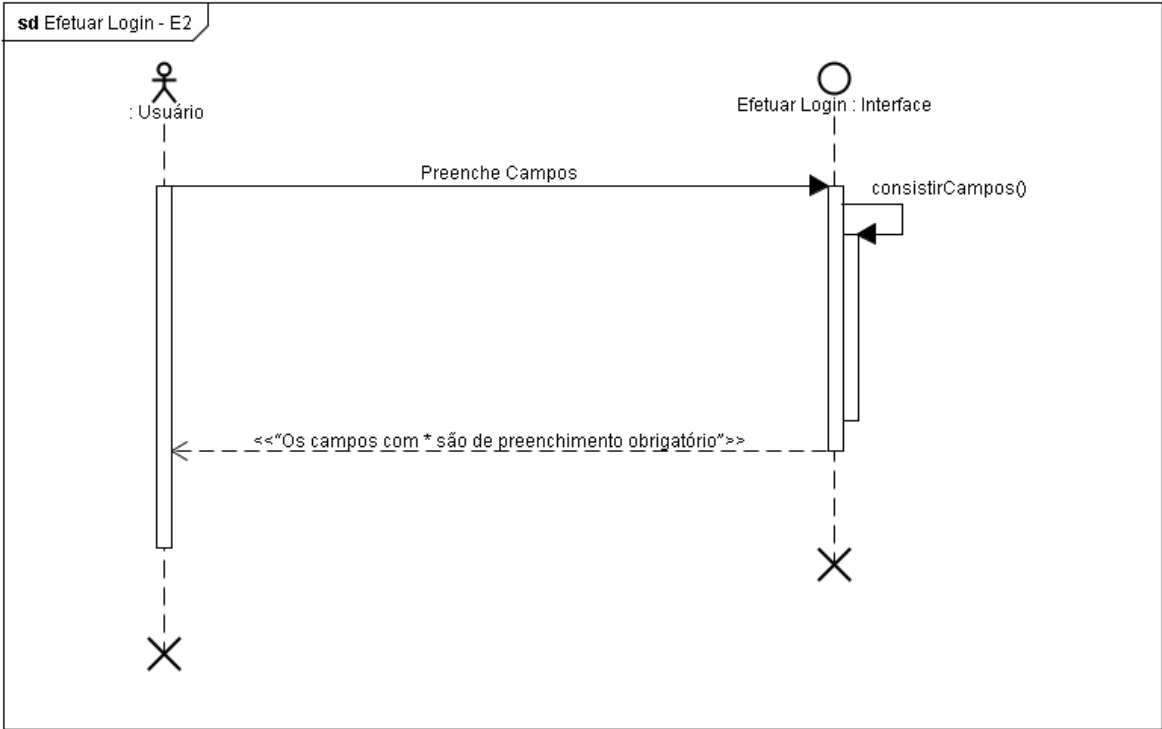 sd Efetuar Login - E2
: Usuário
Efetuar Login : Interface
Preenche Campos
consistirCampos()
<<“Os campos com * são de preenchimento obrigatório”>>